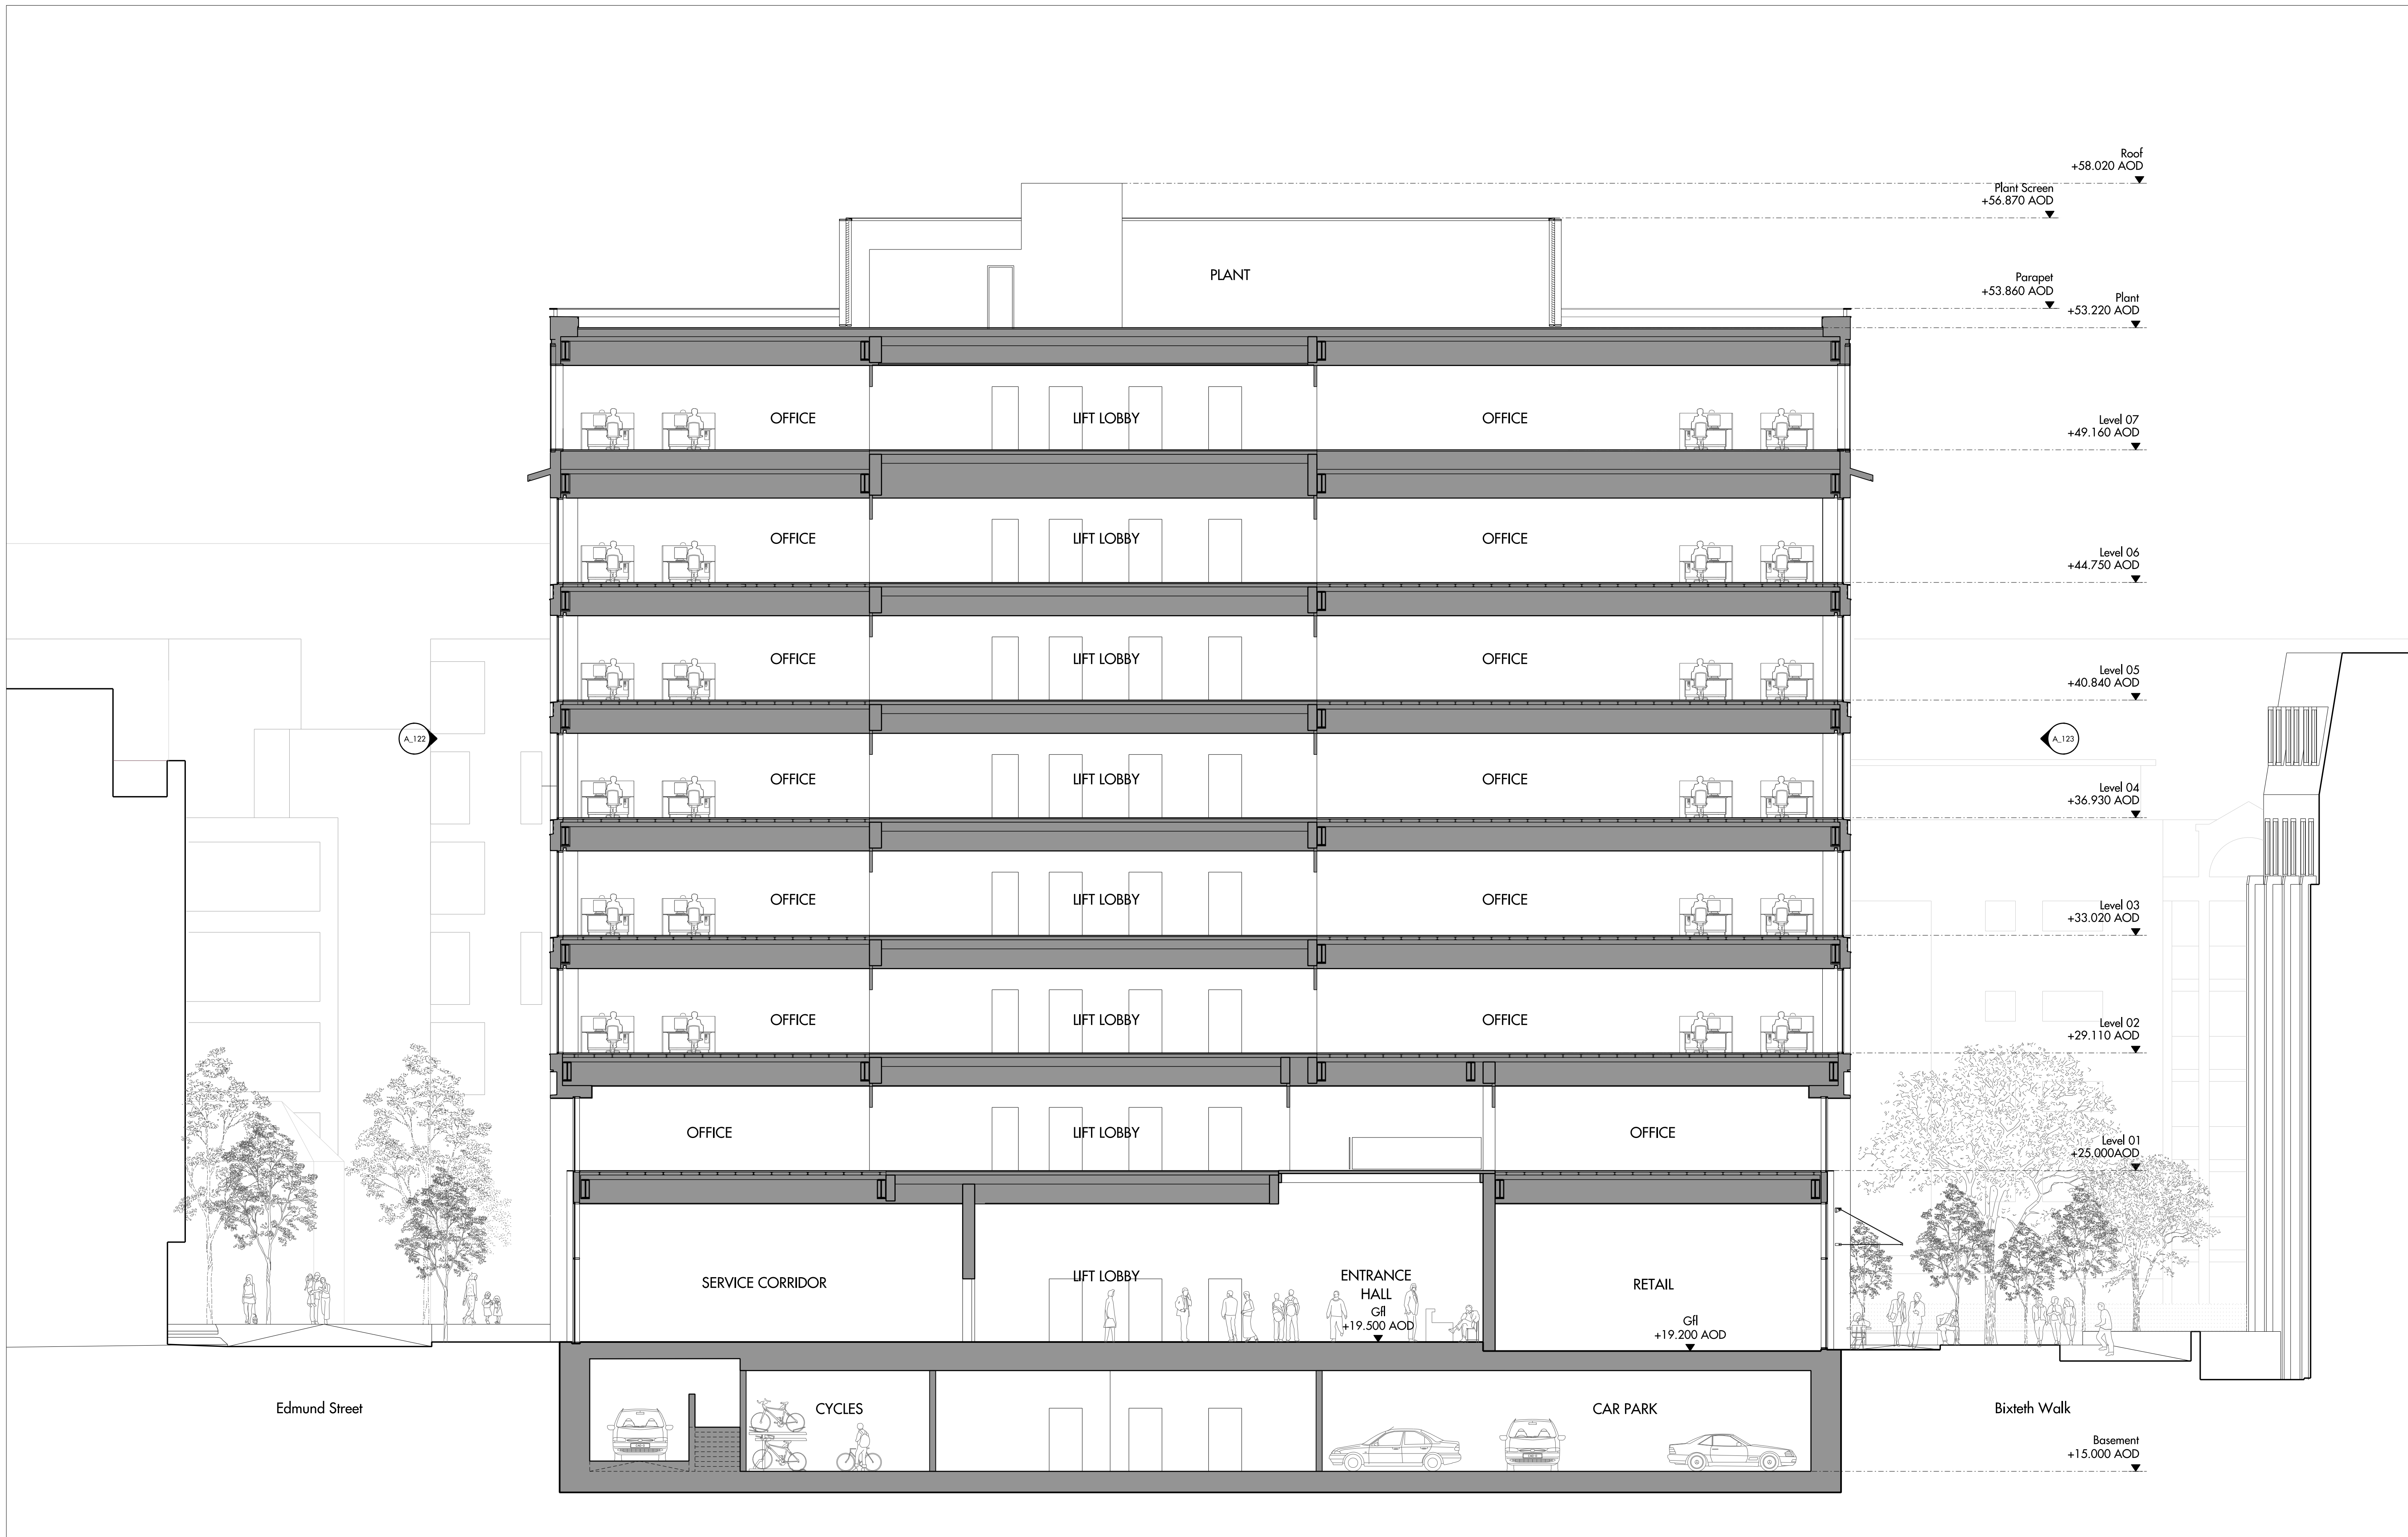 Roof
+58.020 AOD
Plant Screen
+56.870 AOD
PLANT
Parapet
+53.860 AOD
Plant
+53.220 AOD
OFFICE
LIFT LOBBY
OFFICE
Level 07
+49.160 AOD
OFFICE
LIFT LOBBY
OFFICE
Level 06
+44.750 AOD
OFFICE
LIFT LOBBY
OFFICE
Level 05
+40.840 AOD
A_122
A_123
OFFICE
LIFT LOBBY
OFFICE
Level 04
+36.930 AOD
OFFICE
LIFT LOBBY
OFFICE
Level 03
+33.020 AOD
OFFICE
LIFT LOBBY
OFFICE
Level 02
+29.110 AOD
OFFICE
LIFT LOBBY
OFFICE
Level 01
+25.000AOD
SERVICE CORRIDOR
LIFT LOBBY
ENTRANCE
HALL
Gfl
+19.500 AOD
RETAIL
Gfl
+19.200 AOD
Edmund Street
CYCLES
CAR PARK
Bixteth Walk
Basement
+15.000 AOD